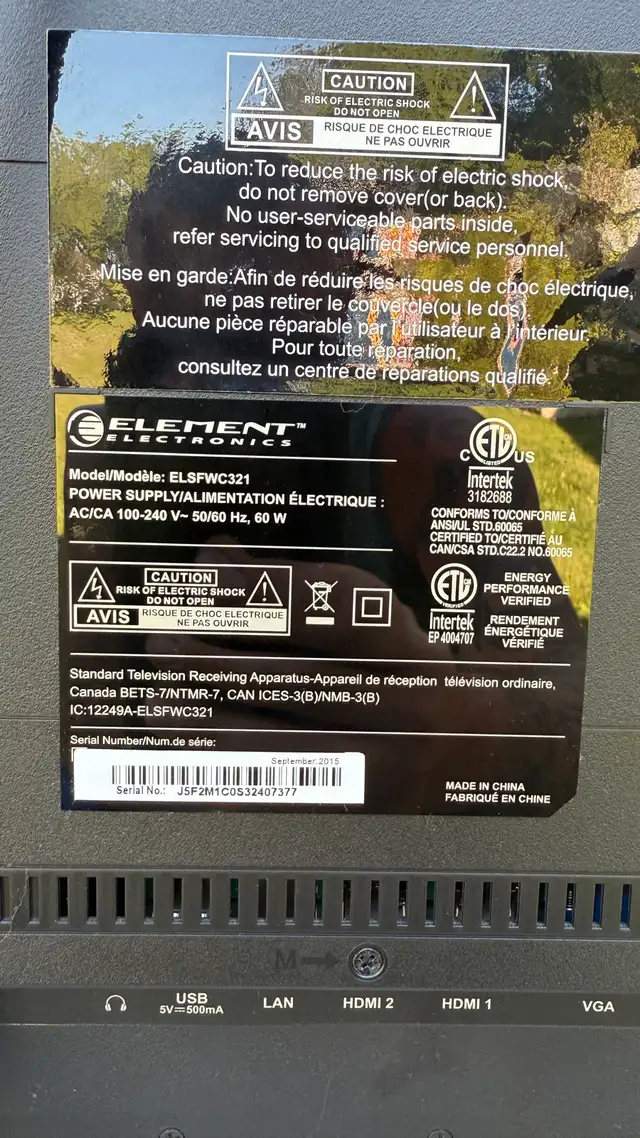 CAUTION
RISK OF ELECTRIC SHOCK
DO NOT OPEN
AVIS
RISQUE DE CHOC ELECTRIQUE
NE PAS OUVRIR
Caution:To reduce the risk of electric shock,
do not remove cover(or back).
No user-serviceable parts inside,
refer servicing to qualified service personnel.
Mise en garde:Afin de réduire les risques de choc électrique,
ne pas retirer le couvercle(ou le dos).
Aucune pièce réparable par l'utilisateur à l'intérieur.
Pour toute réparation,
consultez un centre de réparations qualifié.
ELEMENT™
ELECTRONICS
Model/Modèle: ELSFWC321
POWER SUPPLY/ALIMENTATION ÉLECTRIQUE :
AC/CA 100-240 V~ 50/60 Hz, 60 W
ETL CM
C US
LISTED
Intertek
3182688
CONFORMS TO/CONFORME À
ANSI/UL STD.60065
CERTIFIED TO/CERTIFIÉ AU
CAN/CSA STD.C22.2 NO.60065
CAUTION
RISK OF ELECTRIC SHOCK
DO NOT OPEN
AVIS
RISQUE DE CHOC ELECTRIQUE
NE PAS OUVRIR
ETL CM
VERIFIED
Intertek
EP 4004707
ENERGY
PERFORMANCE
VERIFIED
RENDEMENT
ÉNERGÉTIQUE
VÉRIFIÉ
Standard Television Receiving Apparatus-Appareil de réception télévision ordinaire,
Canada BETS-7/NTMR-7, CAN ICES-3(B)/NMB-3(B)
IC:12249A-ELSFWC321
Serial Number/Num.de série:
September.2015
Serial No.: J5F2M1C0S32407377
MADE IN CHINA
FABRIQUÉ EN CHINE
M
USB
5V⎓500mA
LAN
HDMI 2
HDMI 1
VGA